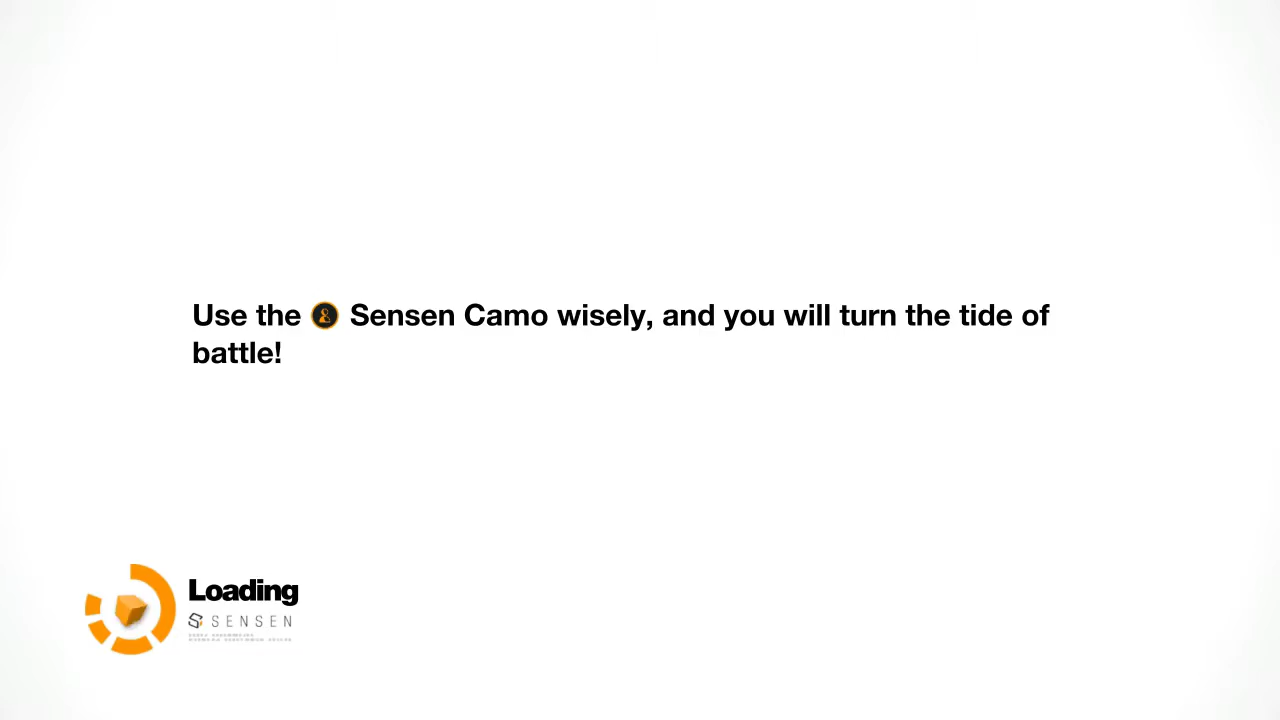 Use the Sensen Camo wisely, and you will turn the tide of
battle!
Loading
SENSEN